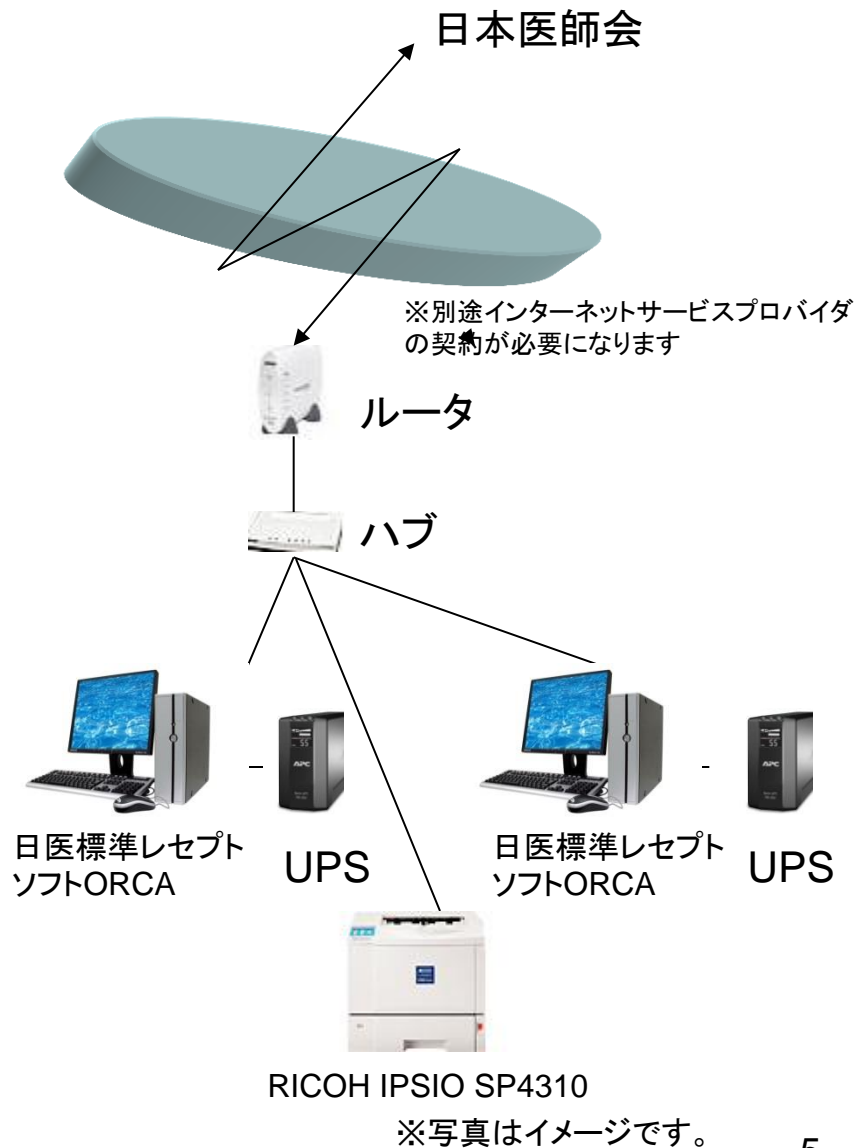 日本医師会
※別途インターネットサービスプロバイダ
の契約が必要になります
ルータ
ハブ
55
APC
55
APC
日医標準レセプト
ソフトORCA
UPS
日医標準レセプト
ソフトORCA
UPS
RICOH IPSIO SP4310
※写真はイメージです。
5